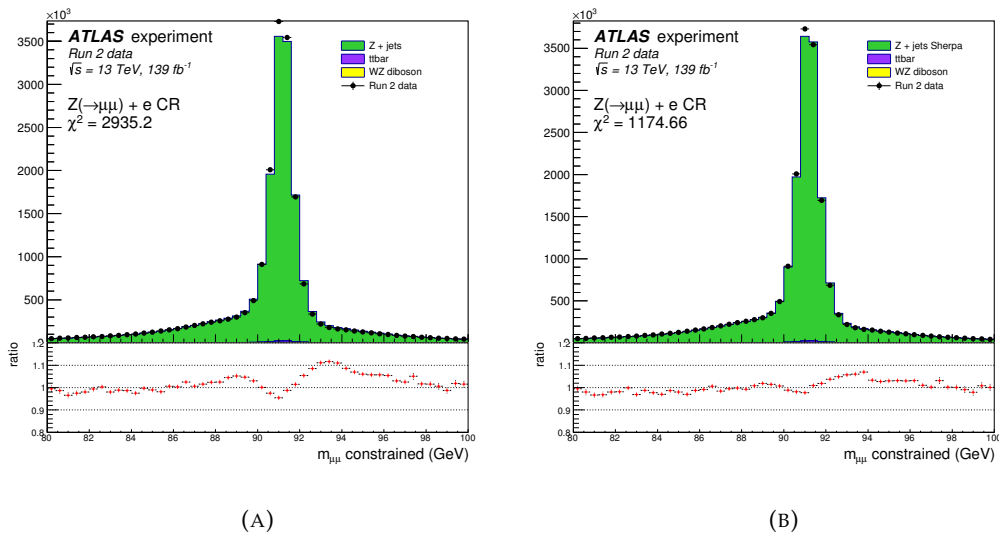 ×10³
ATLAS experiment
Run 2 data
√s = 13 TeV, 139 fb⁻¹
Z(→μμ) + e CR
χ² = 2935.2
Z + jets
ttbar
WZ diboson
Run 2 data
3500
3000
2500
2000
1500
1000
500
ratio
1.2
1.1
1
0.9
0.8
80 82 84 86 88 90 92 94 96 98 100
m_μμ constrained (GeV)
(A)
×10³
ATLAS experiment
Run 2 data
√s = 13 TeV, 139 fb⁻¹
Z(→μμ) + e CR
χ² = 1174.66
Z + jets Sherpa
ttbar
WZ diboson
Run 2 data
3500
3000
2500
2000
1500
1000
500
ratio
1.2
1.1
1
0.9
0.8
80 82 84 86 88 90 92 94 96 98 100
m_μμ constrained (GeV)
(B)